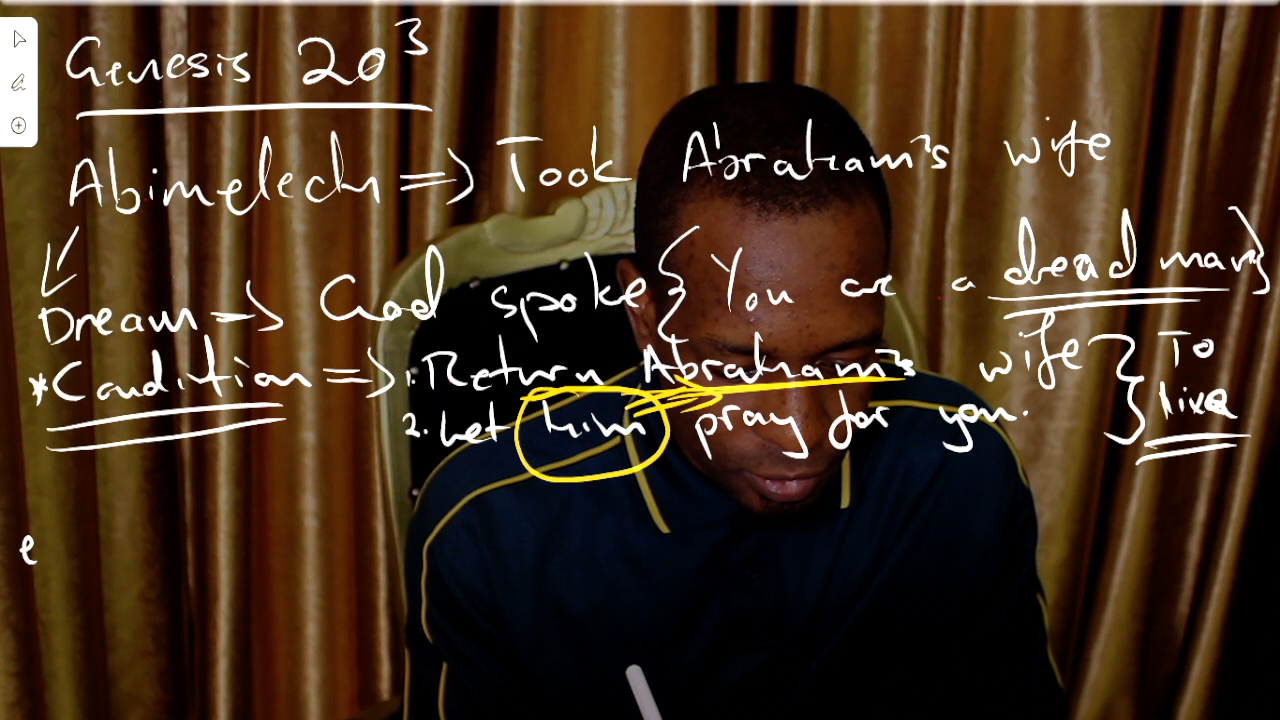 Genesis 20³
Abimelech => Took Abraham's wife
Dream => God spoke { You are a dead man}
*Condition => 1. Return Abraham's wife } To
2. Let him pray for you. } live
e